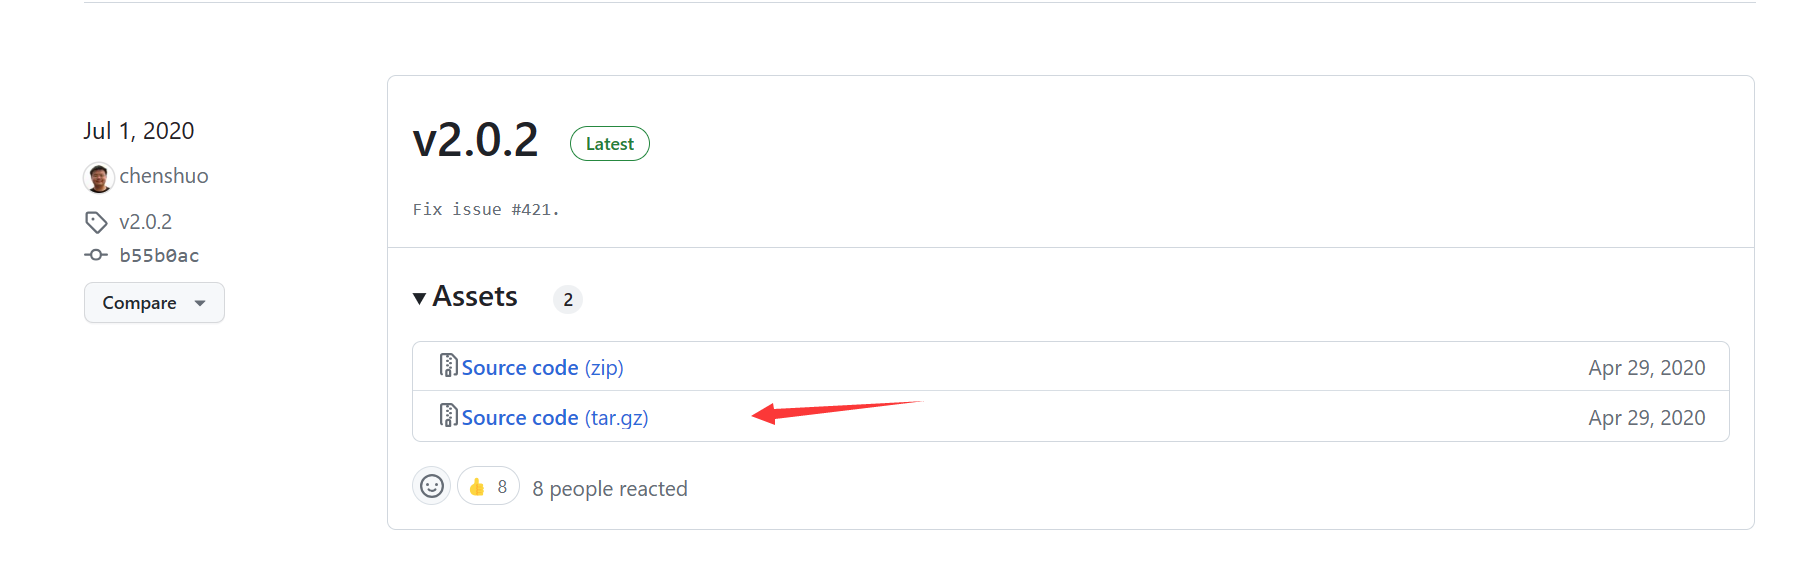 Jul 1, 2020
chenshuo
v2.0.2
b55b0ac
Compare
v2.0.2 Latest
Fix issue #421.
Assets 2
Source code (zip) Apr 29, 2020
Source code (tar.gz) Apr 29, 2020
8 8 people reacted